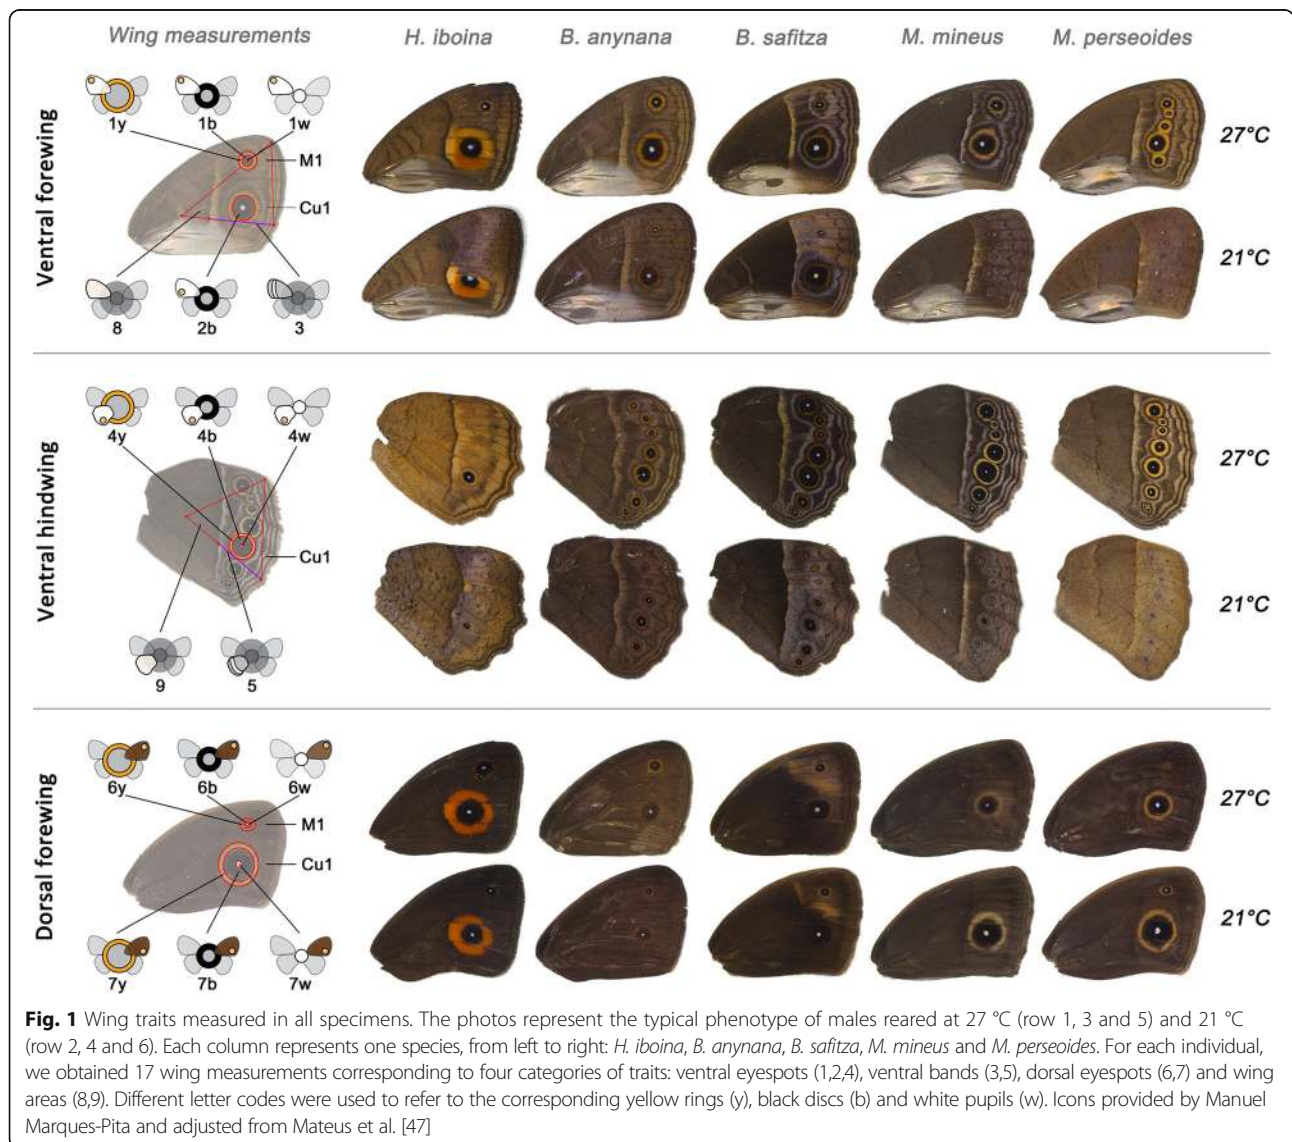 Wing measurements H. iboina B. anynana B. safitza M. mineus M. perseoides
Ventral forewing
1y 1b 1w
M1
Cu1
8 2b 3
27°C
21°C
Ventral hindwing
4y 4b 4w
Cu1
9 5
27°C
21°C
Dorsal forewing
6y 6b 6w
M1
Cu1
7y 7b 7w
27°C
21°C
Fig. 1 Wing traits measured in all specimens. The photos represent the typical phenotype of males reared at 27 °C (row 1, 3 and 5) and 21 °C
(row 2, 4 and 6). Each column represents one species, from left to right: H. iboina, B. anynana, B. safitza, M. mineus and M. perseoides. For each individual,
we obtained 17 wing measurements corresponding to four categories of traits: ventral eyespots (1,2,4), ventral bands (3,5), dorsal eyespots (6,7) and wing
areas (8,9). Different letter codes were used to refer to the corresponding yellow rings (y), black discs (b) and white pupils (w). Icons provided by Manuel
Marques-Pita and adjusted from Mateus et al. [47]